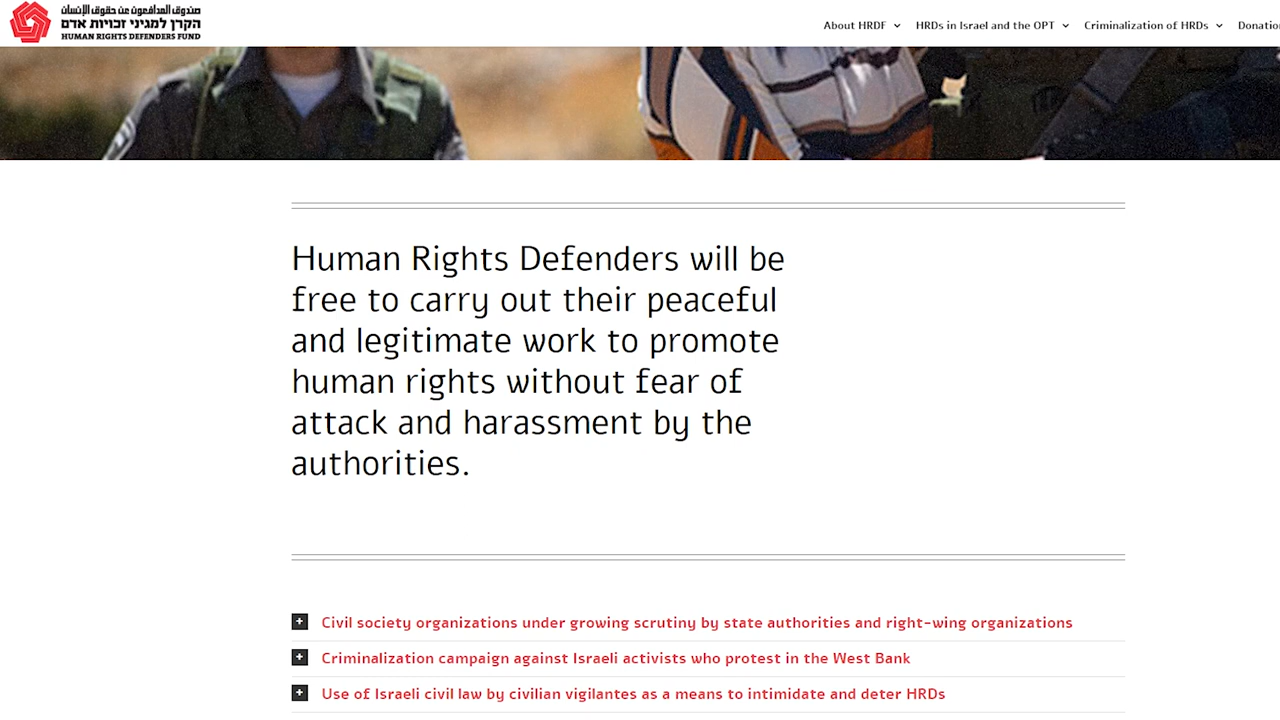 صندوق المدافعون عن حقوق الإنسان
הקרן למגיני זכויות אדם
HUMAN RIGHTS DEFENDERS FUND
About HRDF
HRDs in Israel and the OPT
Criminalization of HRDs
Donatio
Human Rights Defenders will be
free to carry out their peaceful
and legitimate work to promote
human rights without fear of
attack and harassment by the
authorities.
Civil society organizations under growing scrutiny by state authorities and right-wing organizations
Criminalization campaign against Israeli activists who protest in the West Bank
Use of Israeli civil law by civilian vigilantes as a means to intimidate and deter HRDs